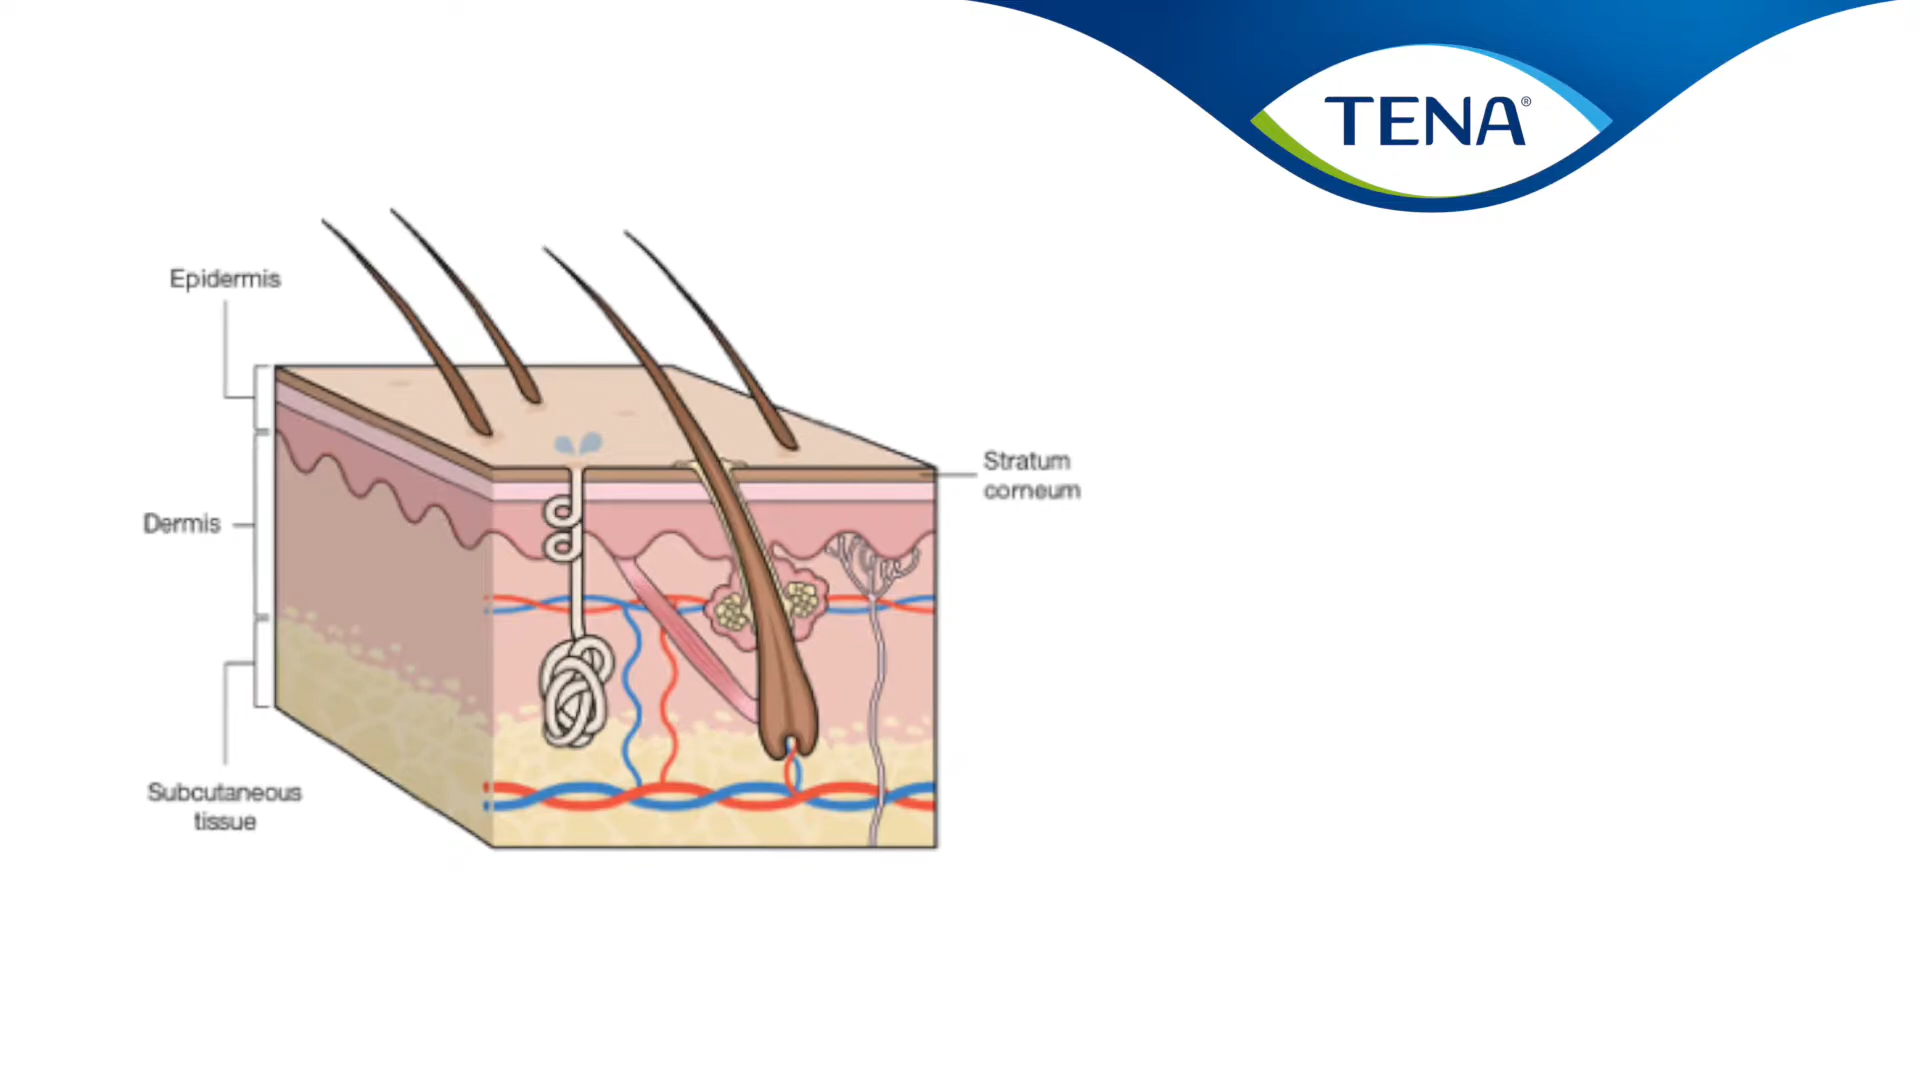 TENA®
Epidermis
Stratum
corneum
Dermis
Subcutaneous
tissue